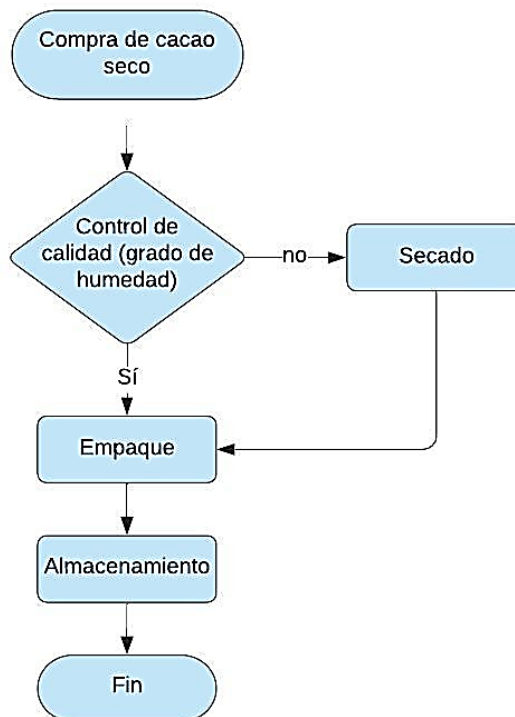 Compra de cacao
seco
Control de
calidad (grado de
humedad)
no
Secado
Sí
Empaque
Almacenamiento
Fin